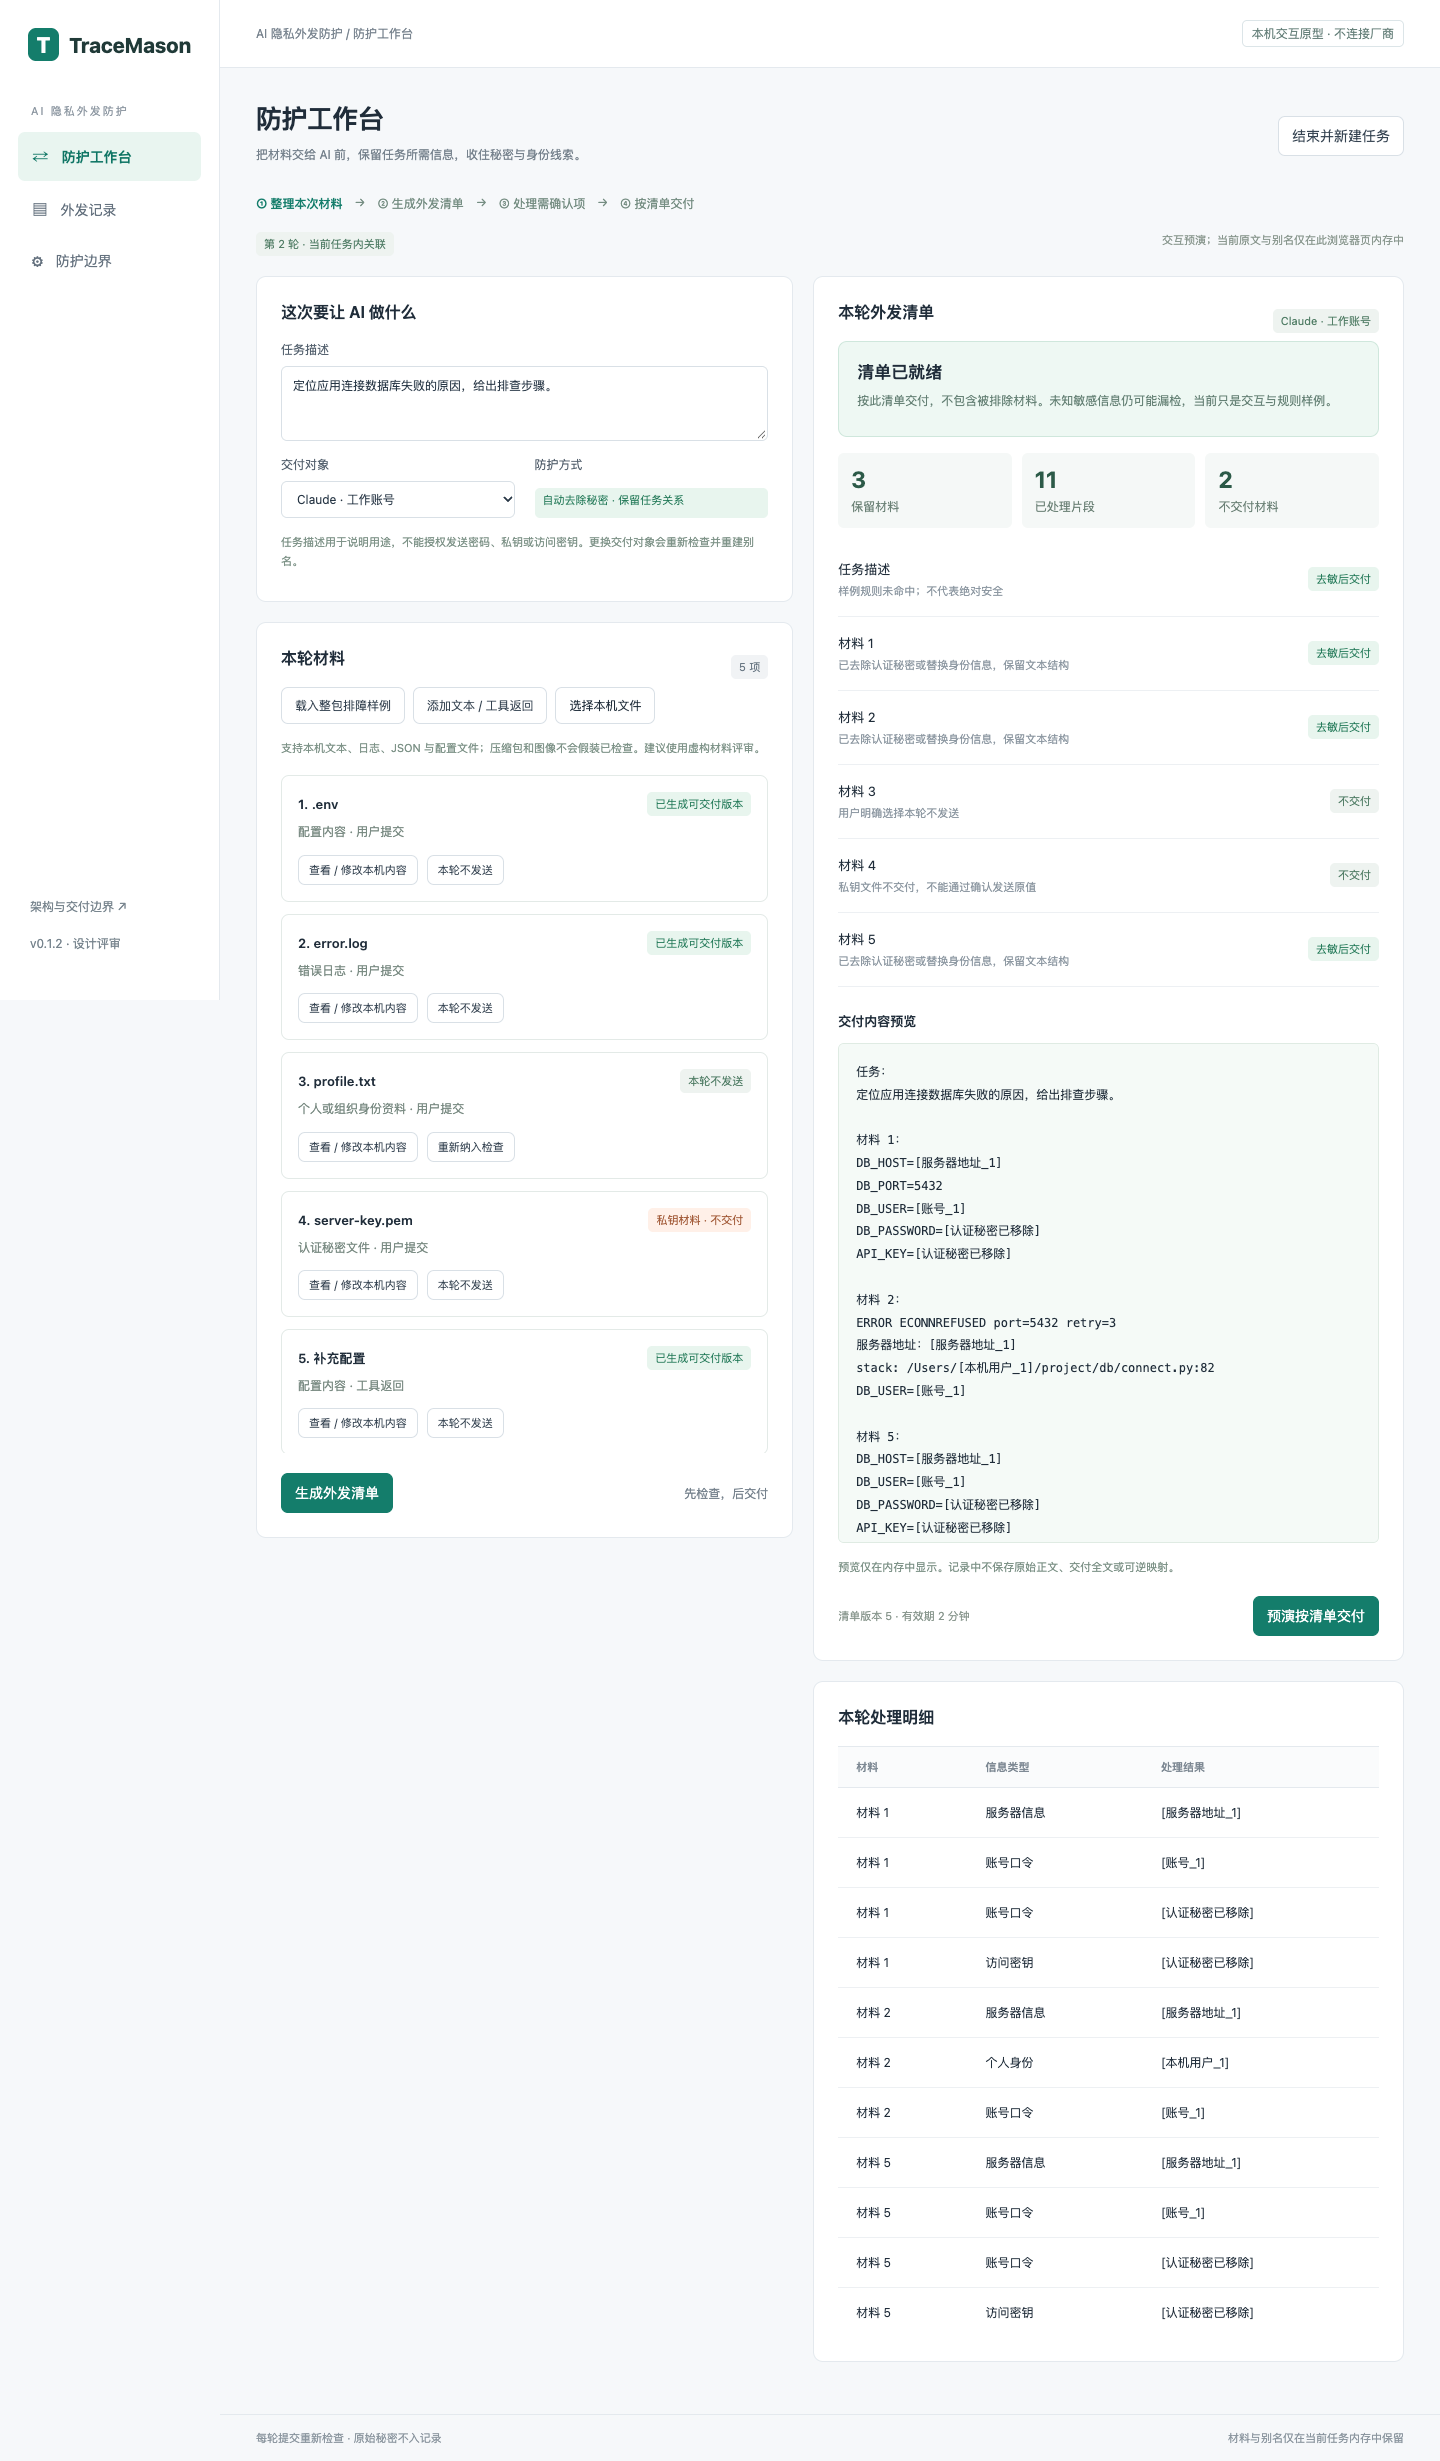 T TraceMason
AI 隐私外发防护
防护工作台
外发记录
防护边界
架构与交付边界 ↗
v0.1.2 · 设计评审
AI 隐私外发防护 / 防护工作台
本机交互原型 · 不连接厂商
防护工作台
把材料交给 AI 前，保留任务所需信息，收住秘密与身份线索。
结束并新建任务
① 整理本次材料 → ② 生成外发清单 → ③ 处理需确认项 → ④ 按清单交付
第 2 轮 · 当前任务内关联
交互预演；当前原文与别名仅在此浏览器页内存中
这次要让 AI 做什么
任务描述
定位应用连接数据库失败的原因，给出排查步骤。
交付对象
防护方式
Claude · 工作账号
自动去除秘密 · 保留任务关系
任务描述用于说明用途，不能授权发送密码、私钥或访问密钥。更换交付对象会重新检查并重建别
名。
本轮材料
5 项
载入整包排障样例
添加文本 / 工具返回
选择本机文件
支持本机文本、日志、JSON 与配置文件；压缩包和图像不会假装已检查。建议使用虚构材料评审。
1. .env
已生成可交付版本
配置内容 · 用户提交
查看 / 修改本机内容
本轮不发送
2. error.log
已生成可交付版本
错误日志 · 用户提交
查看 / 修改本机内容
本轮不发送
3. profile.txt
本轮不发送
个人或组织身份资料 · 用户提交
查看 / 修改本机内容
重新纳入检查
4. server-key.pem
私钥材料 · 不交付
认证秘密文件 · 用户提交
查看 / 修改本机内容
本轮不发送
5. 补充配置
已生成可交付版本
配置内容 · 工具返回
查看 / 修改本机内容
本轮不发送
生成外发清单
先检查，后交付
本轮外发清单
Claude · 工作账号
清单已就绪
按此清单交付，不包含被排除材料。未知敏感信息仍可能漏检，当前只是交互与规则样例。
3
保留材料
11
已处理片段
2
不交付材料
任务描述
样例规则未命中；不代表绝对安全
去敏后交付
材料 1
已去除认证秘密或替换身份信息，保留文本结构
去敏后交付
材料 2
已去除认证秘密或替换身份信息，保留文本结构
去敏后交付
材料 3
用户明确选择本轮不发送
不交付
材料 4
私钥文件不交付，不能通过确认发送原值
不交付
材料 5
已去除认证秘密或替换身份信息，保留文本结构
去敏后交付
交付内容预览
任务：
定位应用连接数据库失败的原因，给出排查步骤。
材料 1：
DB_HOST=[服务器地址_1]
DB_PORT=5432
DB_USER=[账号_1]
DB_PASSWORD=[认证秘密已移除]
API_KEY=[认证秘密已移除]
材料 2：
ERROR ECONNREFUSED port=5432 retry=3
服务器地址：[服务器地址_1]
stack: /Users/[本机用户_1]/project/db/connect.py:82
DB_USER=[账号_1]
材料 5：
DB_HOST=[服务器地址_1]
DB_USER=[账号_1]
DB_PASSWORD=[认证秘密已移除]
API_KEY=[认证秘密已移除]
预览仅在内存中显示。记录中不保存原始正文、交付全文或可逆映射。
清单版本 5 · 有效期 2 分钟
预演按清单交付
本轮处理明细
材料 信息类型 处理结果
材料 1 服务器信息 [服务器地址_1]
材料 1 账号口令 [账号_1]
材料 1 账号口令 [认证秘密已移除]
材料 1 访问密钥 [认证秘密已移除]
材料 2 服务器信息 [服务器地址_1]
材料 2 个人身份 [本机用户_1]
材料 2 账号口令 [账号_1]
材料 5 服务器信息 [服务器地址_1]
材料 5 账号口令 [账号_1]
材料 5 账号口令 [认证秘密已移除]
材料 5 访问密钥 [认证秘密已移除]
每轮提交重新检查 · 原始秘密不入记录
材料与别名仅在当前任务内存中保留